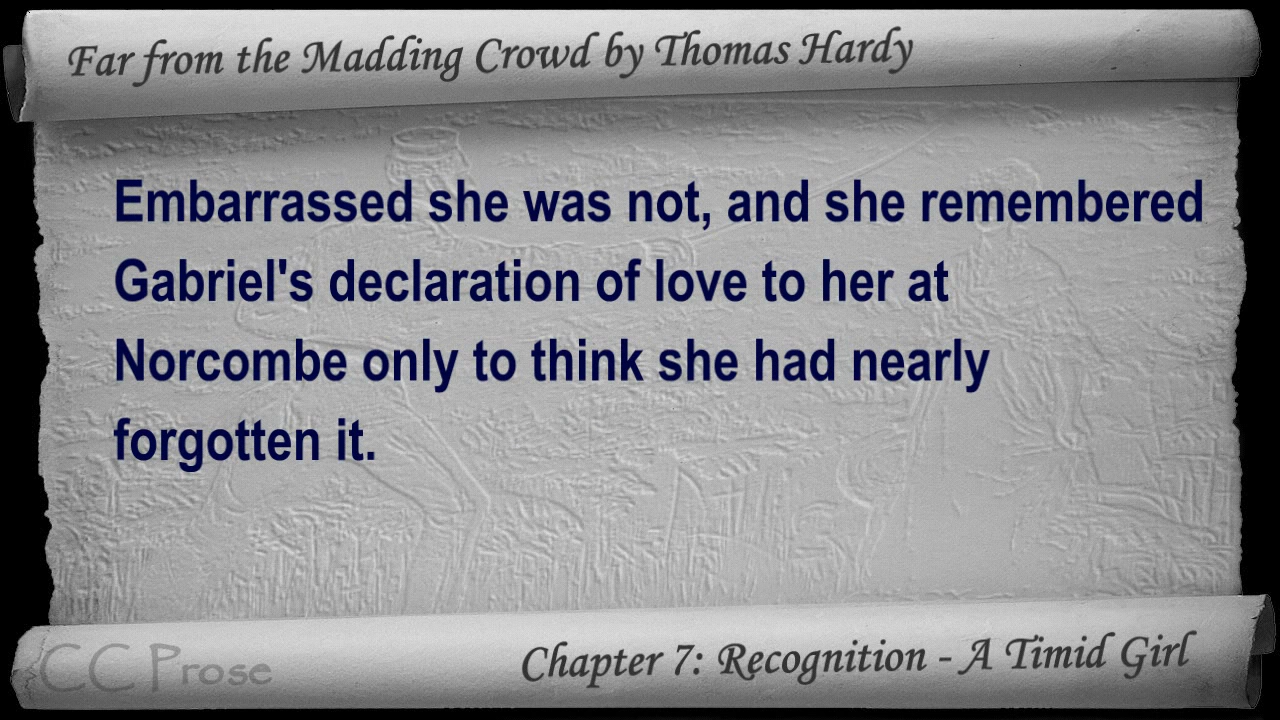 Far from the Madding Crowd by Thomas Hardy
Embarrassed she was not, and she remembered
Gabriel's declaration of love to her at
Norcombe only to think she had nearly
forgotten it.
CC Prose
Chapter 7: Recognition - A Timid Girl